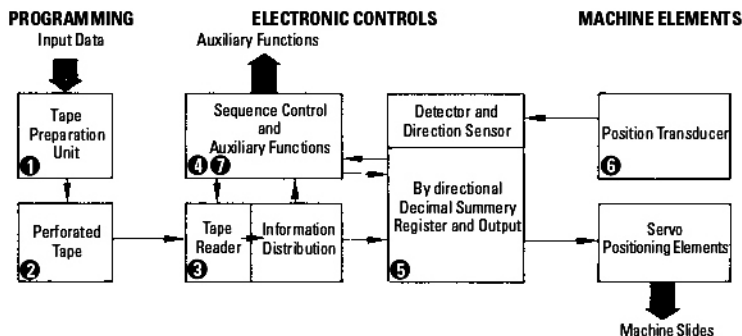 PROGRAMMING
ELECTRONIC CONTROLS
MACHINE ELEMENTS
Input Data
Auxiliary Functions
Tape
Preparation
Unit
1
Sequence Control
and
Auxiliary Functions
4 7
Detector and
Direction Sensor
Position Transducer
6
Perforated
Tape
2
Tape
Reader
3
Information
Distribution
By directional
Decimal Summery
Register and Output
5
Servo
Positioning Elements
Machine Slides